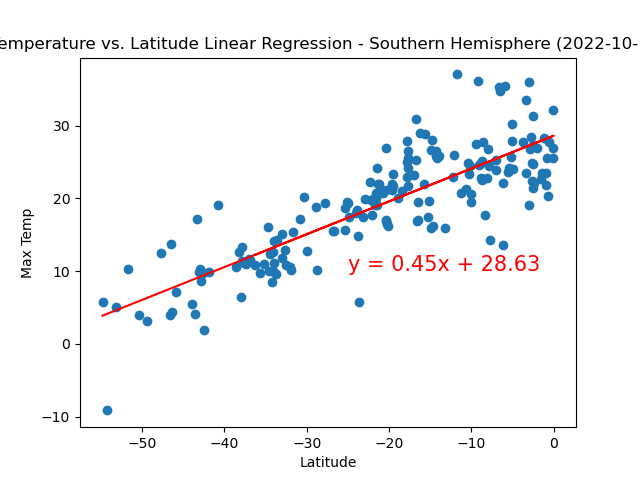 emperature vs. Latitude Linear Regression - Southern Hemisphere (2022-10-
30
20
10
0
−10
Max Temp
y = 0.45x + 28.63
−50 −40 −30 −20 −10 0
Latitude